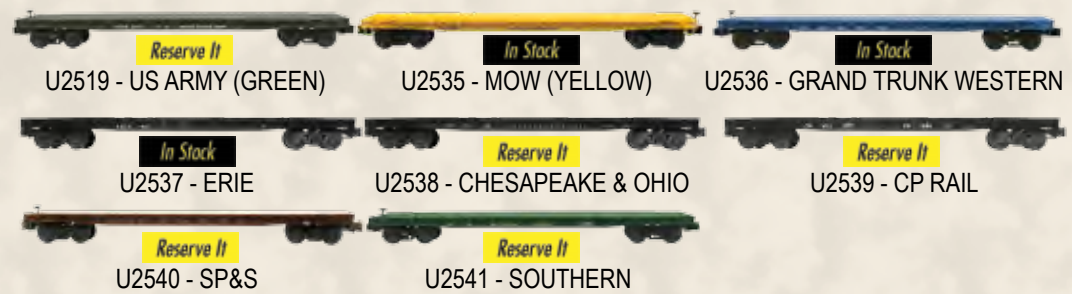 Reserve It
In Stock
In Stock
U2519 - US ARMY (GREEN)
U2535 - MOW (YELLOW)
U2536 - GRAND TRUNK WESTERN
In Stock
Reserve It
Reserve It
U2537 - ERIE
U2538 - CHESAPEAKE & OHIO
U2539 - CP RAIL
Reserve It
Reserve It
U2540 - SP&S
U2541 - SOUTHERN